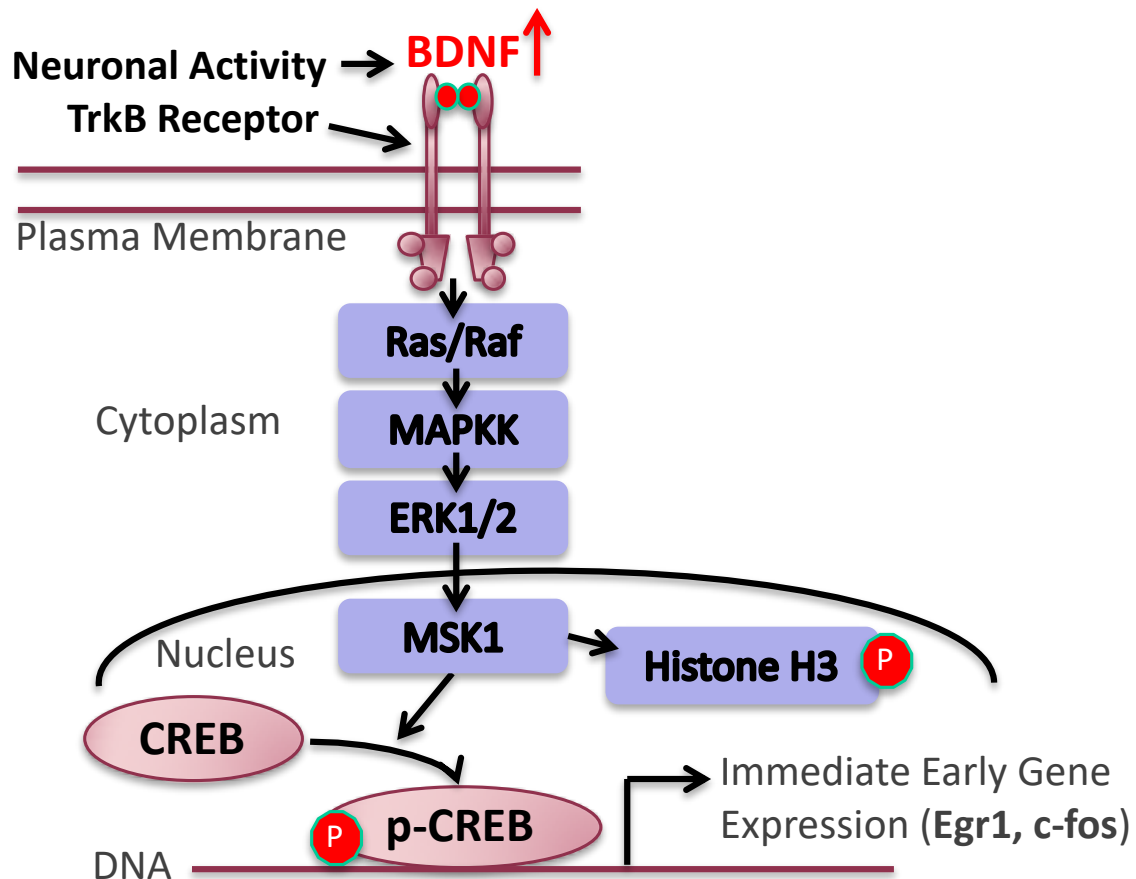 Neuronal Activity
BDNF
TrkB Receptor
Plasma Membrane
Ras/Raf
Cytoplasm
MAPKK
ERK1/2
MSK1
Nucleus
Histone H3
P
CREB
Immediate Early Gene
Expression (Egr1, c-fos)
p-CREB
P
DNA